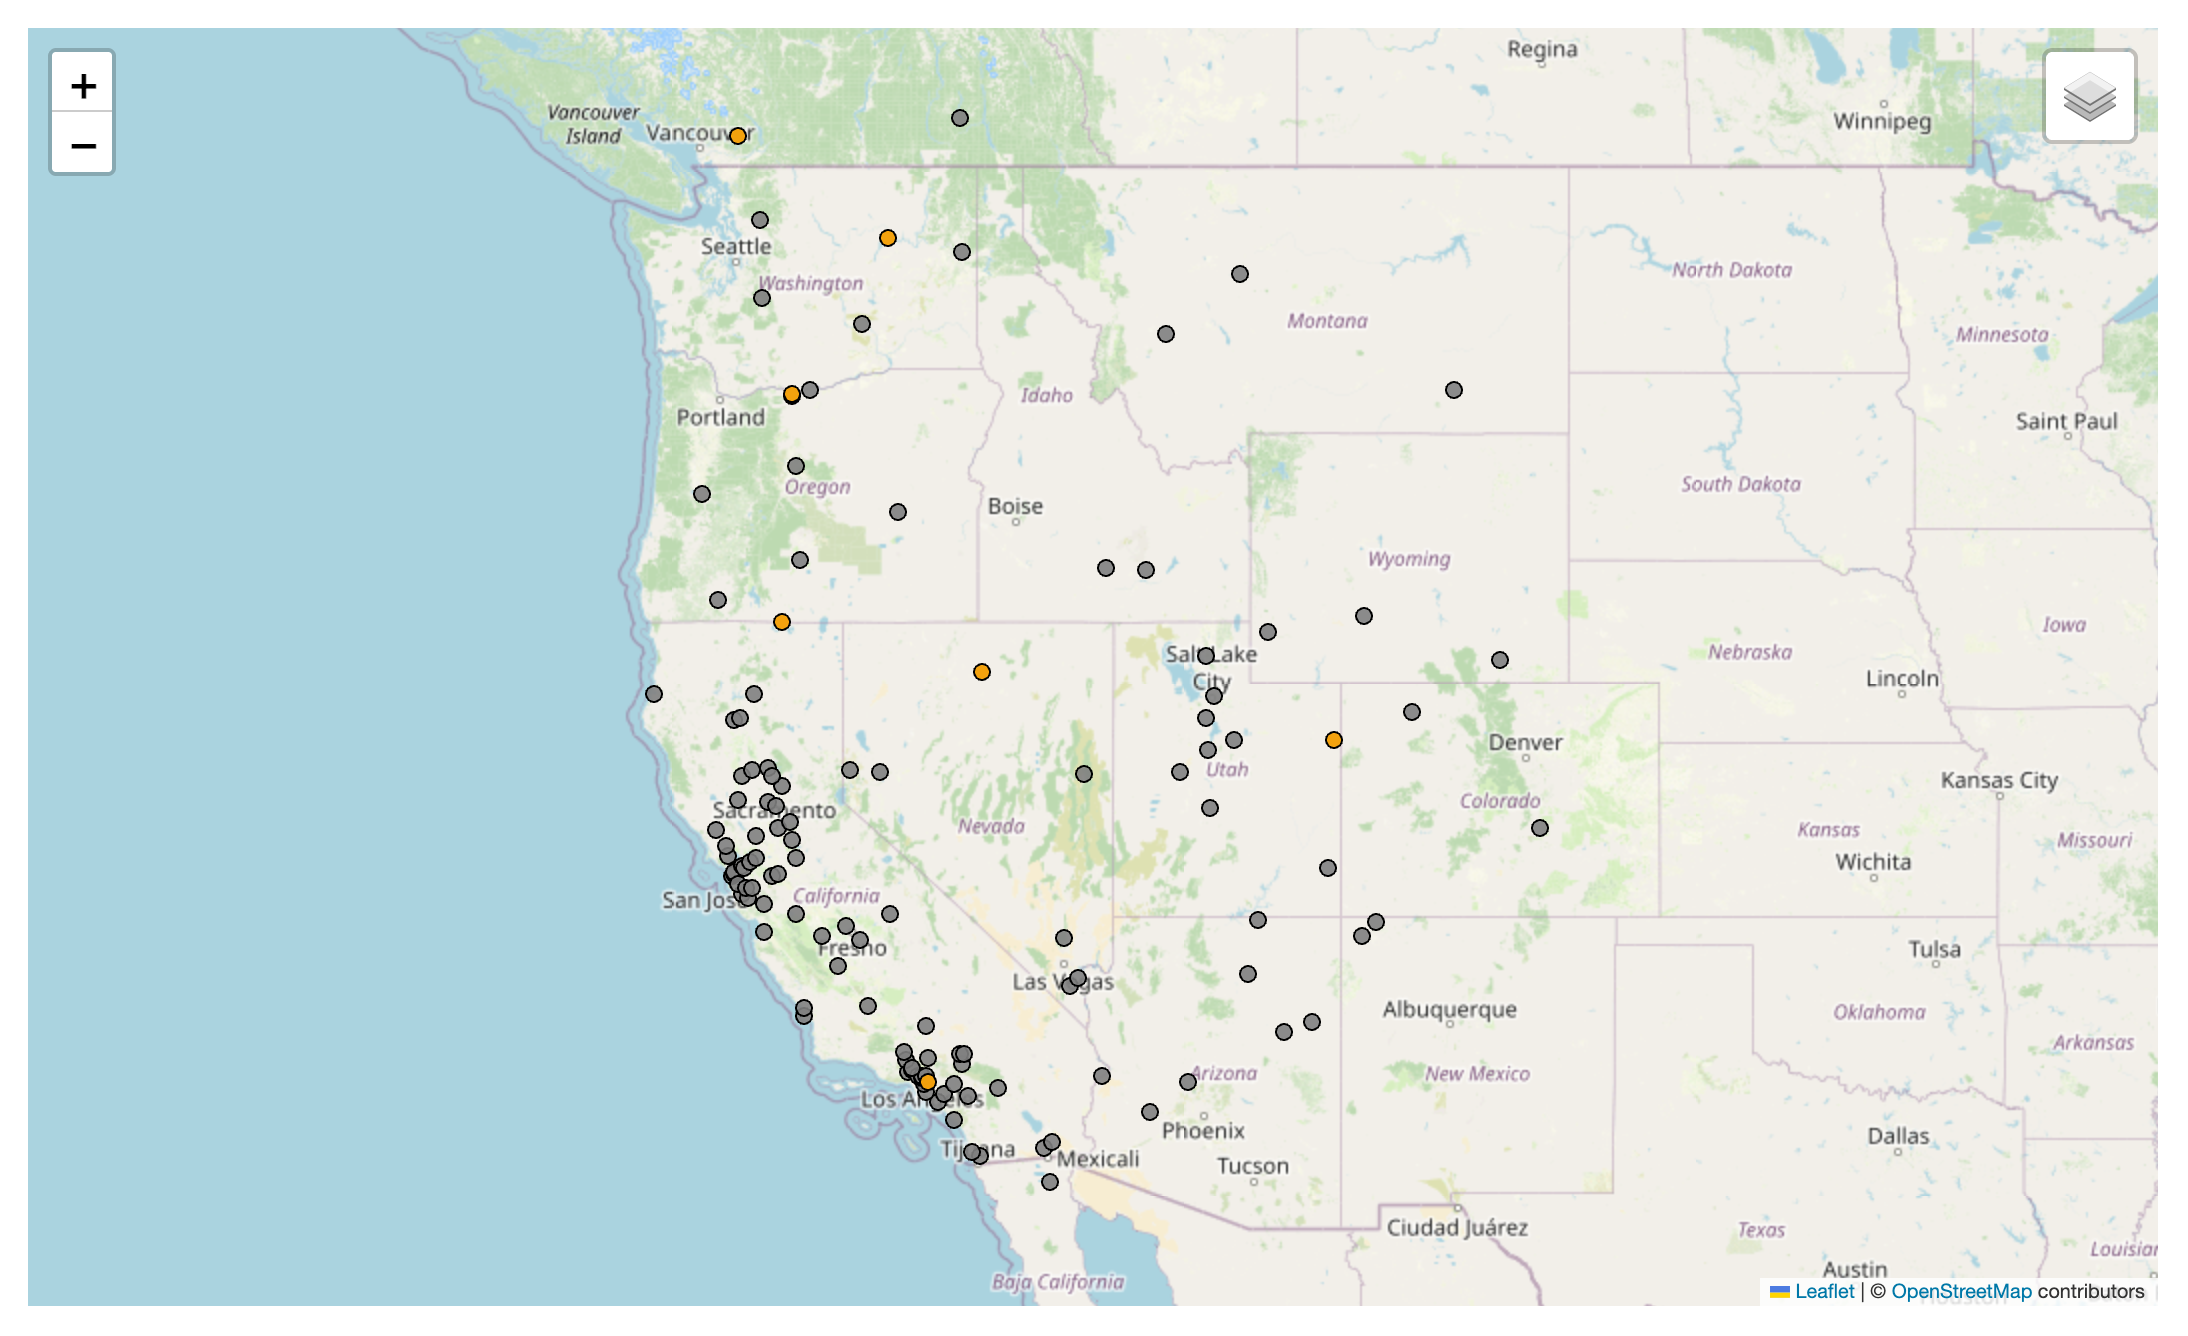 +
−
Regina
Vancouver
Island
Vancouver
Winnipeg
Seattle
Washington
North Dakota
Montana
Minnesota
Idaho
Portland
Saint Paul
Oregon
South Dakota
Boise
Wyoming
Iowa
Salt Lake
City
Nebraska
Lincoln
Denver
Utah
Kansas City
Colorado
Sacramento
Nevada
Kansas
Missouri
Wichita
California
San Jose
Fresno
Tulsa
Las Vegas
Albuquerque
Oklahoma
Arkansas
Arizona
New Mexico
Los Angeles
Phoenix
Dallas
Tijuana
Mexicali
Tucson
Ciudad Juárez
Texas
Louisian
Austin
Baja California
Leaflet | © OpenStreetMap contributors